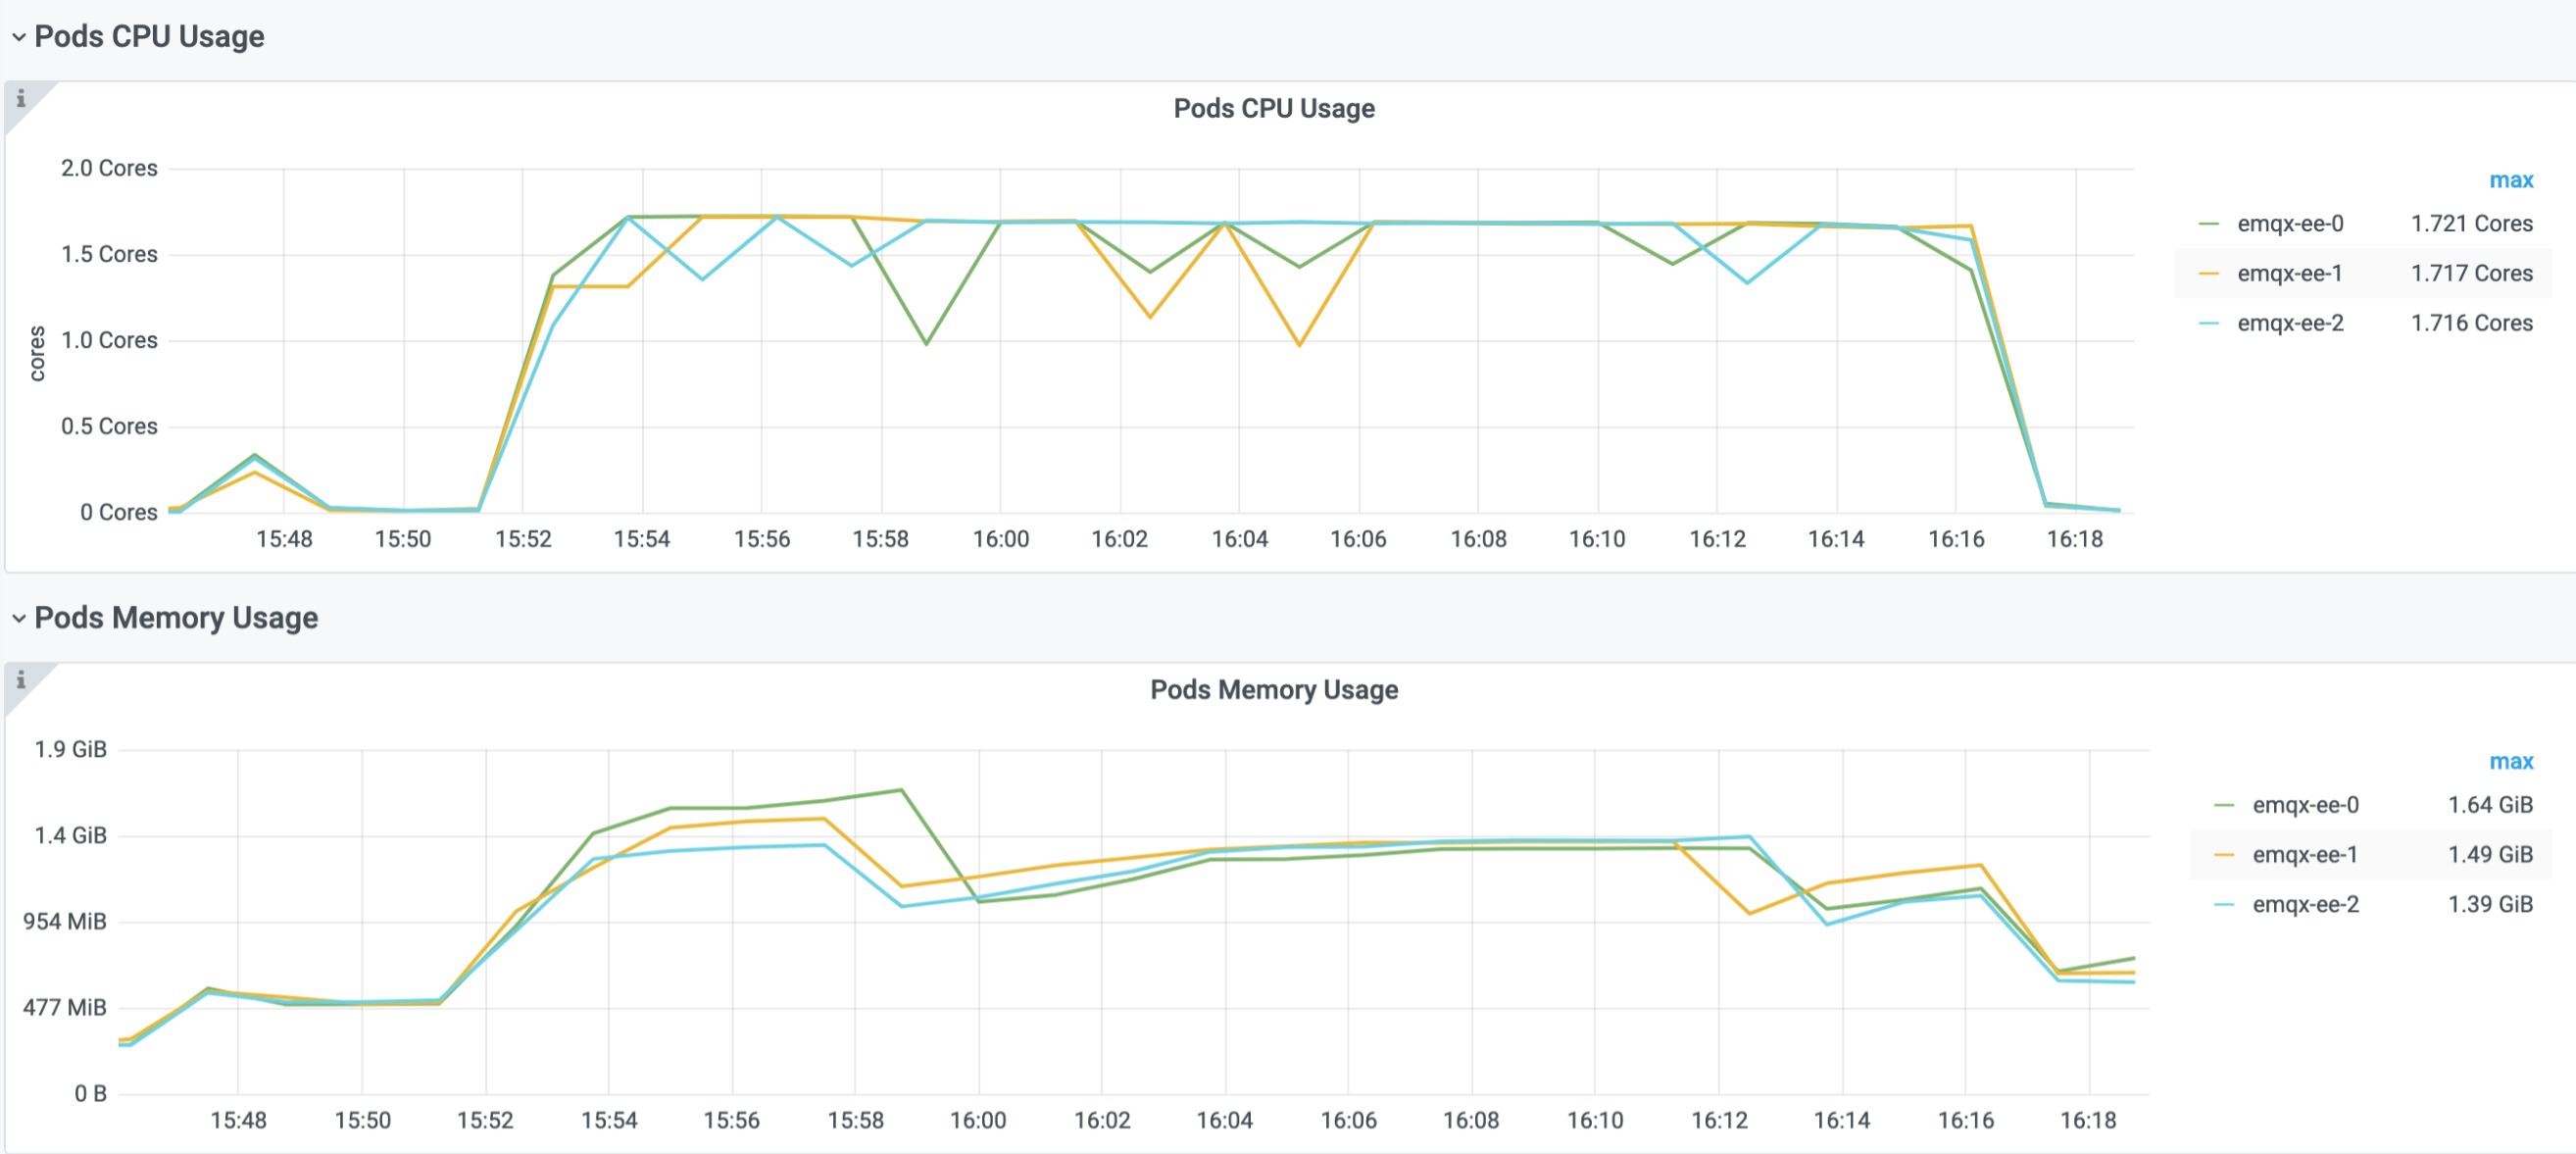 Pods CPU Usage
i
Pods CPU Usage
cores
2.0 Cores
1.5 Cores
1.0 Cores
0.5 Cores
0 Cores
15:48 15:50 15:52 15:54 15:56 15:58 16:00 16:02 16:04 16:06 16:08 16:10 16:12 16:14 16:16 16:18
max
emqx-ee-0 1.721 Cores
emqx-ee-1 1.717 Cores
emqx-ee-2 1.716 Cores
Pods Memory Usage
i
Pods Memory Usage
1.9 GiB
1.4 GiB
954 MiB
477 MiB
0 B
15:48 15:50 15:52 15:54 15:56 15:58 16:00 16:02 16:04 16:06 16:08 16:10 16:12 16:14 16:16 16:18
max
emqx-ee-0 1.64 GiB
emqx-ee-1 1.49 GiB
emqx-ee-2 1.39 GiB